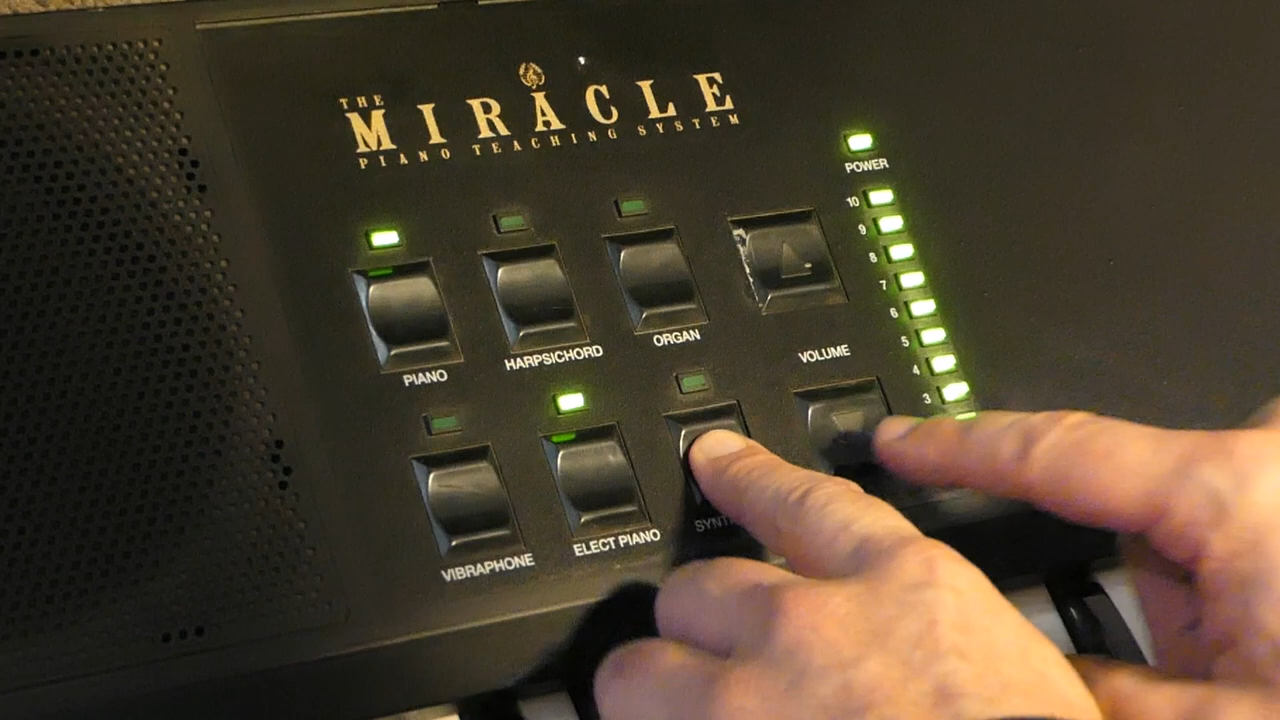 THE
MIRACLE
PIANO TEACHING SYSTEM
POWER
10
9
8
7
6
5
4
3
PIANO
HARPSICHORD
ORGAN
VOLUME
VIBRAPHONE
ELECT PIANO
SYNT